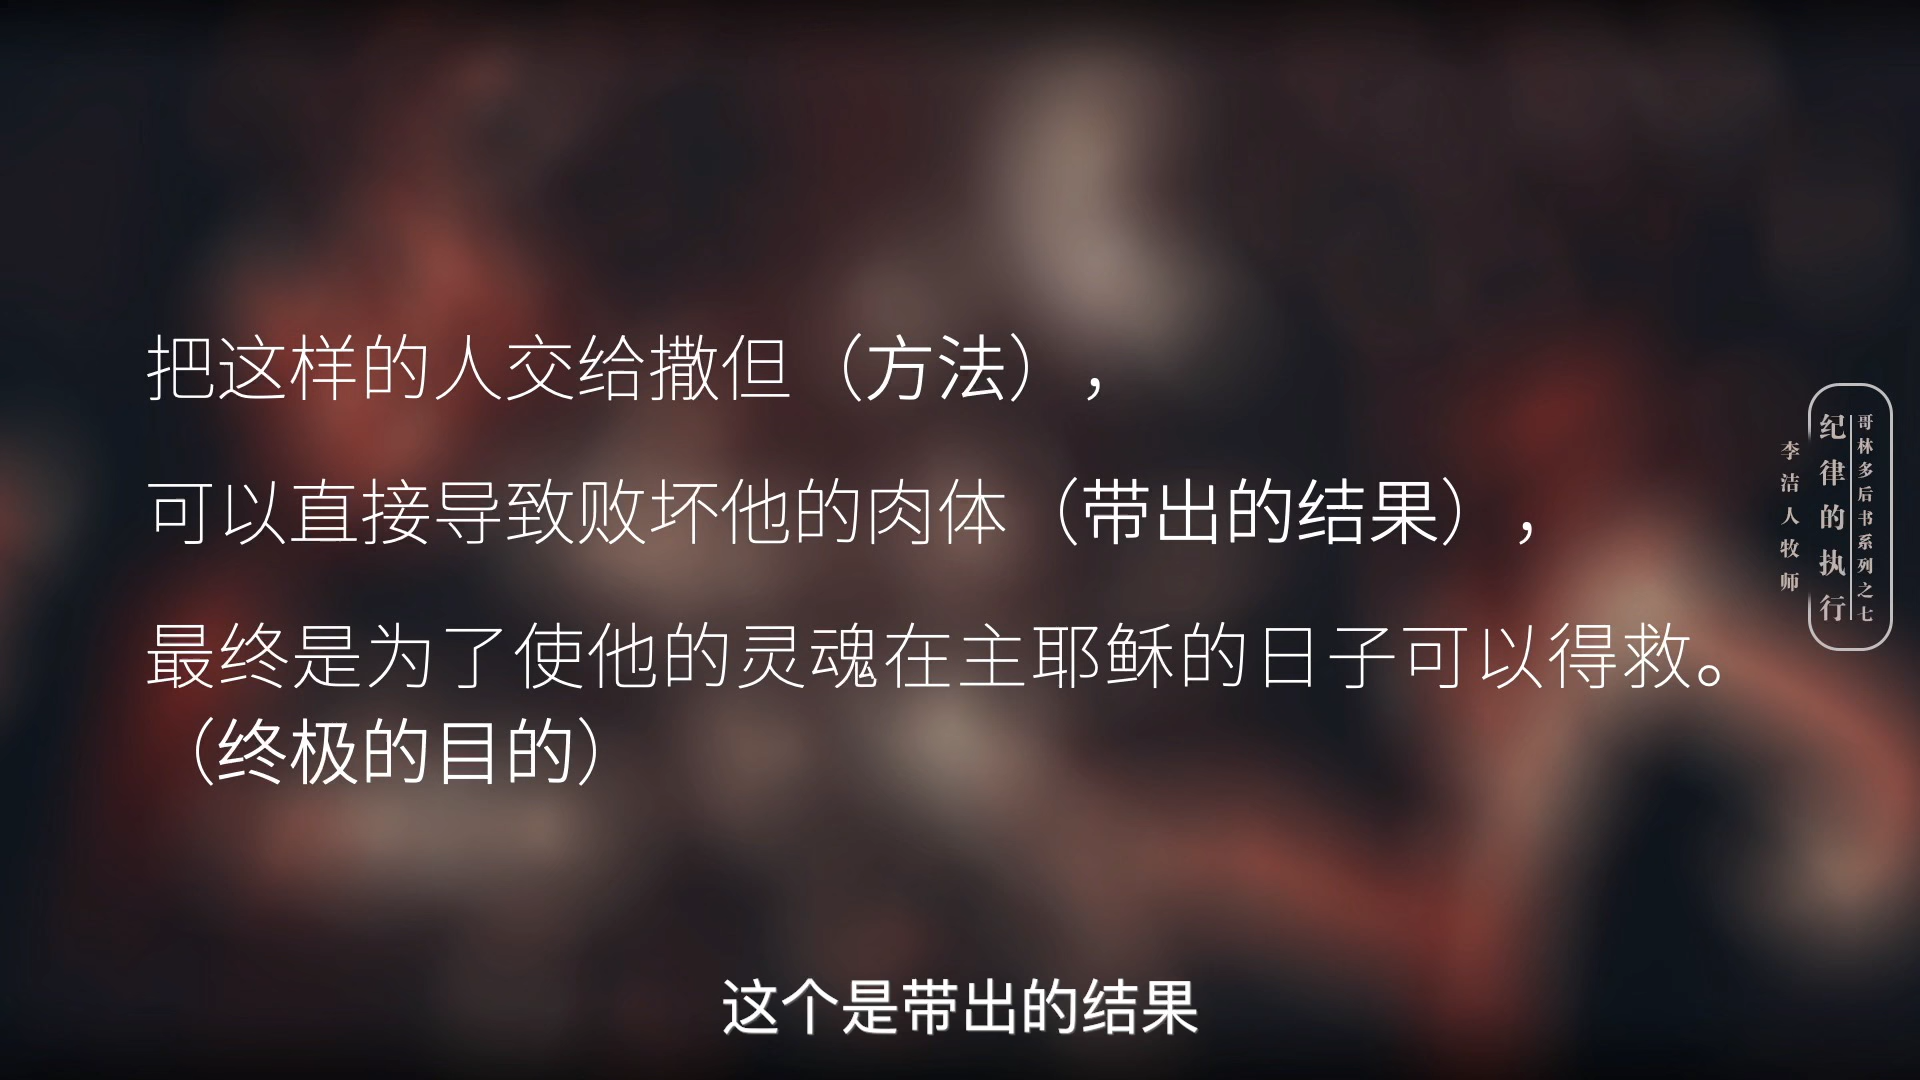 把这样的人交给撒但（方法），
可以直接导致败坏他的肉体（带出的结果），
最终是为了使他的灵魂在主耶稣的日子可以得救。
（终极的目的）
哥林多后书系列之七
纪律的执行
李洁人牧师
这个是带出的结果